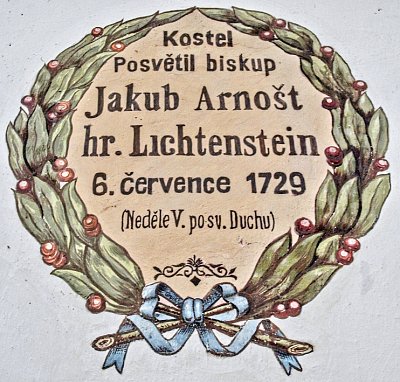 Kostel
Posvětil biskup
Jakub Arnošt
hr. Lichtenstein
6. července 1729
(Neděle V. po sv. Duchu)